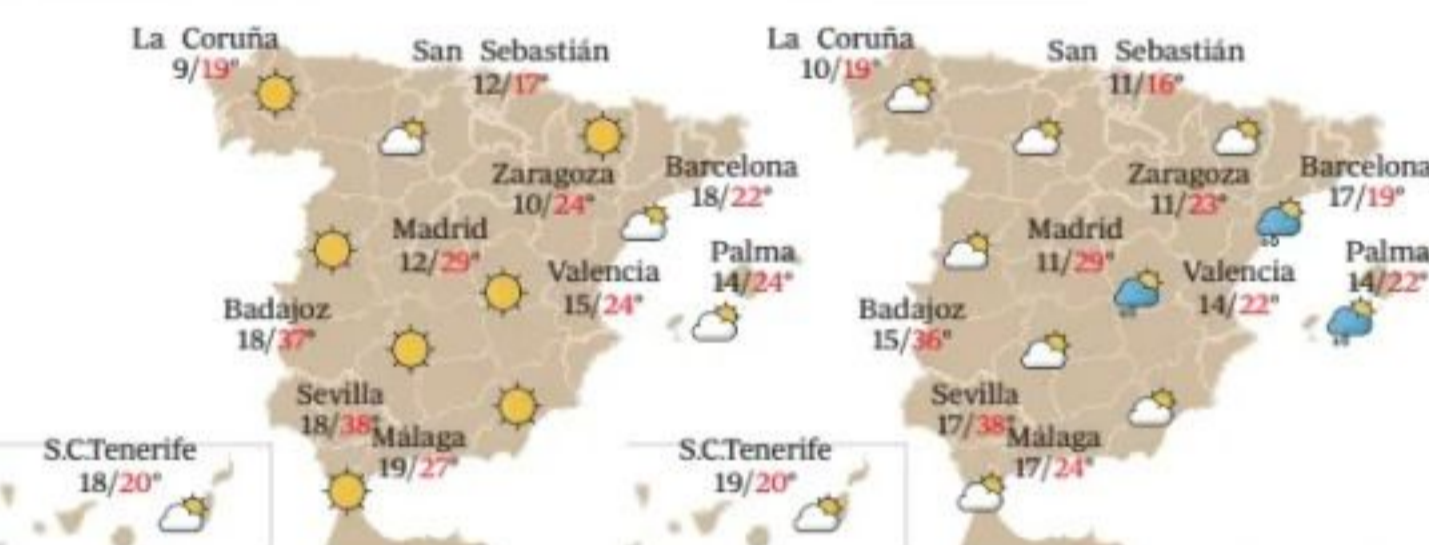 La Coruña
9/19°
San Sebastián
12/17°
Zaragoza
10/24°
Barcelona
18/22°
Madrid
12/29°
Valencia
15/24°
Palma
14/24°
Badajoz
18/37°
Sevilla
18/38°
Málaga
19/27°
S.C.Tenerife
18/20°
La Coruña
10/19°
San Sebastián
11/16°
Zaragoza
11/23°
Barcelona
17/19°
Madrid
11/29°
Valencia
14/22°
Palma
14/22°
Badajoz
15/36°
Sevilla
17/38°
Málaga
17/24°
S.C.Tenerife
19/20°